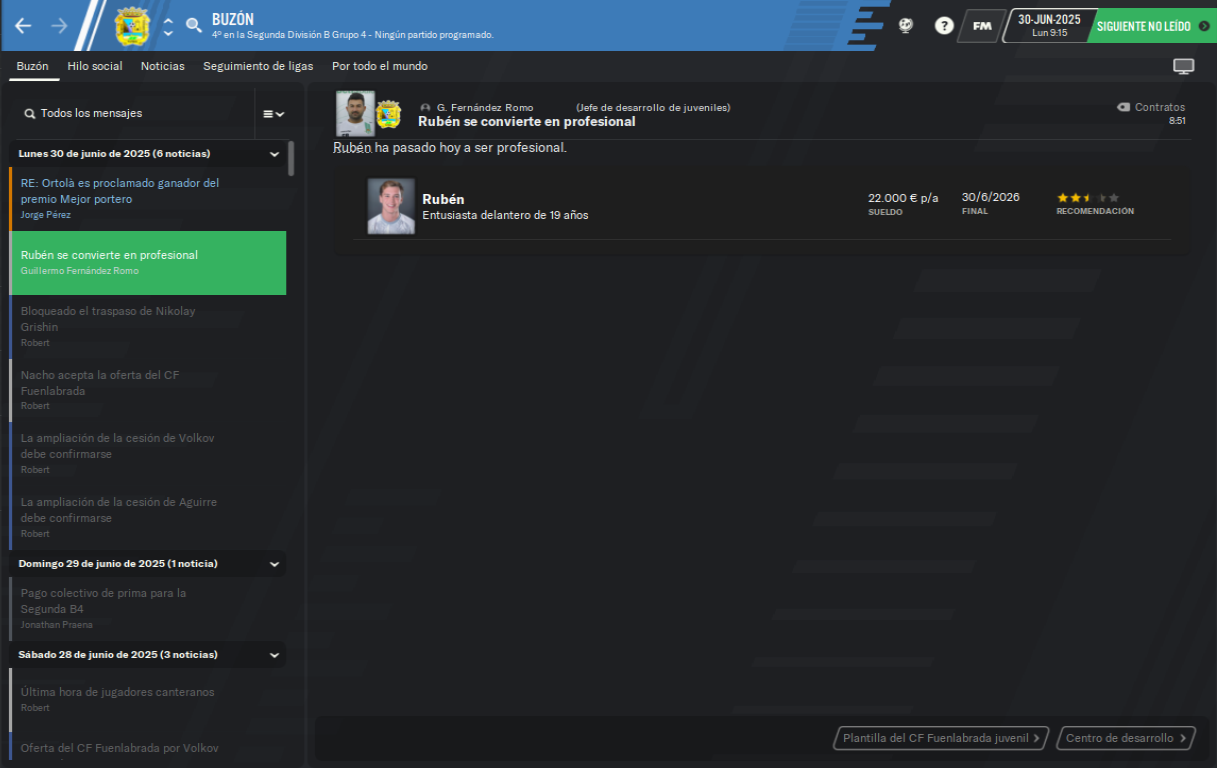 BUZÓN
4º en la Segunda División B Grupo 4 - Ningún partido programado.
?
FM
30-JUN-2025
Lun 9:15
SIGUIENTE NO LEÍDO
Buzón
Hilo social
Noticias
Seguimiento de ligas
Por todo el mundo
Todos los mensajes
Lunes 30 de junio de 2025 (6 noticias)
RE: Ortolà es proclamado ganador del
premio Mejor portero
Jorge Pérez
Rubén se convierte en profesional
Guillermo Fernández Romo
Bloqueado el traspaso de Nikolay
Grishin
Robert
Nacho acepta la oferta del CF
Fuenlabrada
Robert
La ampliación de la cesión de Volkov
debe confirmarse
Robert
La ampliación de la cesión de Aguirre
debe confirmarse
Robert
Domingo 29 de junio de 2025 (1 noticia)
Pago colectivo de prima para la
Segunda B4
Jonathan Praena
Sábado 28 de junio de 2025 (3 noticias)
Última hora de jugadores canteranos
Robert
Oferta del CF Fuenlabrada por Volkov
G. Fernández Romo (Jefe de desarrollo de juveniles)
Rubén se convierte en profesional
Contratos
8:51
Rubén ha pasado hoy a ser profesional.
Rubén
Entusiasta delantero de 19 años
22.000 € p/a
SUELDO
30/6/2026
FINAL
RECOMENDACIÓN
Plantilla del CF Fuenlabrada juvenil
Centro de desarrollo